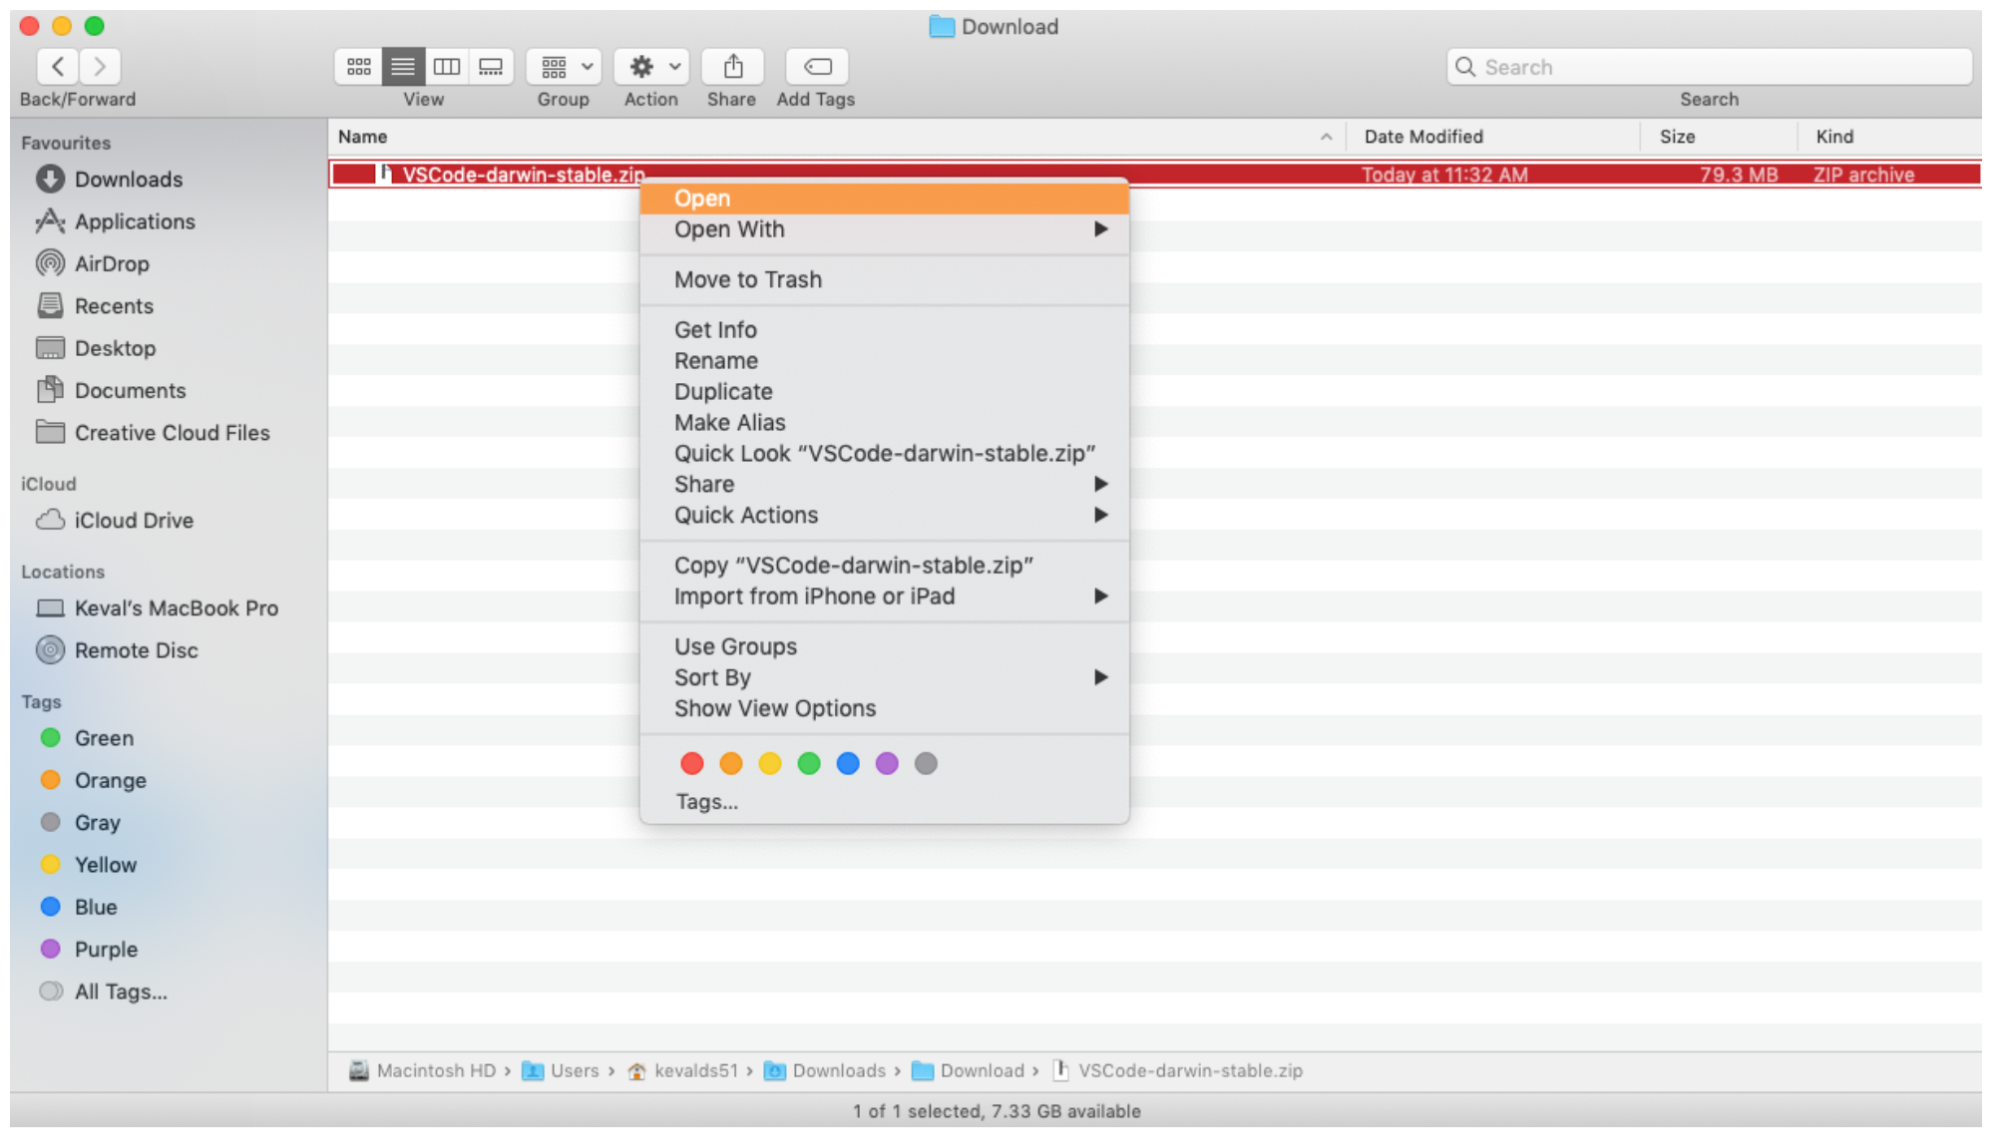 Download
Search
Back/Forward
View
Group
Action
Share
Add Tags
Search
Favourites
Downloads
Applications
AirDrop
Recents
Desktop
Documents
Creative Cloud Files
iCloud
iCloud Drive
Locations
Keval’s MacBook Pro
Remote Disc
Tags
Green
Orange
Gray
Yellow
Blue
Purple
All Tags...
Name Date Modified Size Kind
VSCode-darwin-stable.zip Today at 11:32 AM 79.3 MB ZIP archive
Open
Open With
Move to Trash
Get Info
Rename
Duplicate
Make Alias
Quick Look “VSCode-darwin-stable.zip”
Share
Quick Actions
Copy “VSCode-darwin-stable.zip”
Import from iPhone or iPad
Use Groups
Sort By
Show View Options
Tags...
Macintosh HD › Users › kevalds51 › Downloads › Download › VSCode-darwin-stable.zip
1 of 1 selected, 7.33 GB available